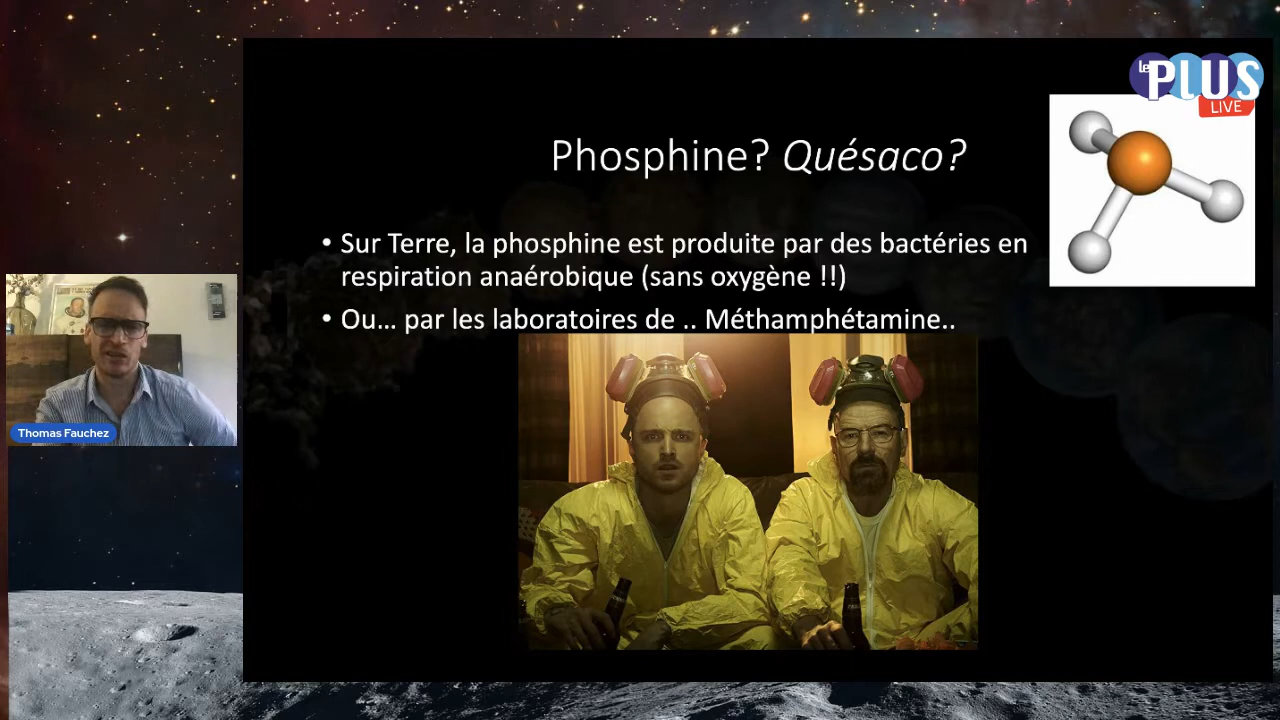 le PLUS
LIVE
Phosphine? Quésaco?
• Sur Terre, la phosphine est produite par des bactéries en
respiration anaérobique (sans oxygène !!)
• Ou... par les laboratoires de .. Méthamphétamine..
Thomas Fauchez